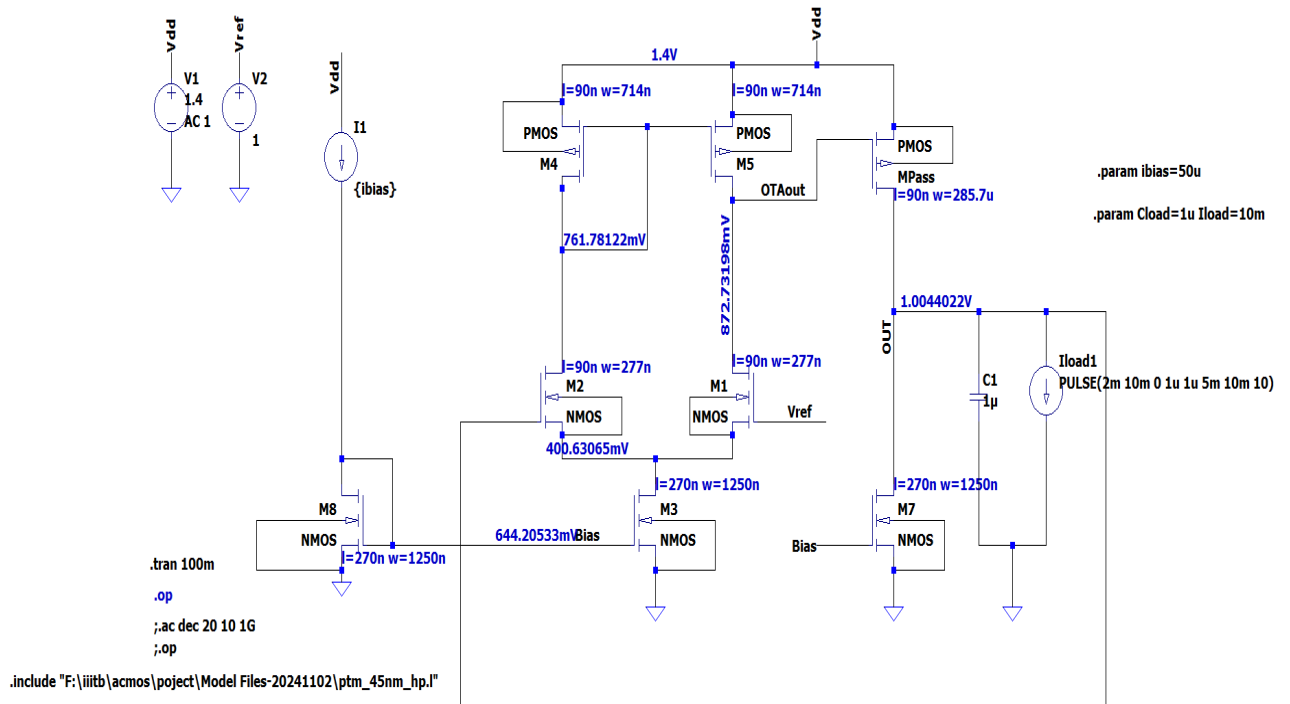 Vdd
Vref
Vdd
Vdd
V1
1.4
AC 1
V2
1
I1
{ibias}
1.4V
l=90n w=714n
l=90n w=714n
PMOS
M4
PMOS
M5
PMOS
MPass
l=90n w=285.7u
OTAout
.param ibias=50u
.param Cload=1u Iload=10m
761.78122mV
872.73198mV
1.0044022V
OUT
l=90n w=277n
M2
NMOS
l=90n w=277n
M1
NMOS
Vref
C1
1µ
Iload1
PULSE(2m 10m 0 1u 1u 5m 10m 10)
400.63065mV
M8
NMOS
l=270n w=1250n
644.20533mV
Bias
l=270n w=1250n
M3
NMOS
l=270n w=1250n
M7
NMOS
Bias
.tran 100m
.op
;.ac dec 20 10 1G
;.op
.include "F:\iiitb\acmos\poject\Model Files-20241102\ptm_45nm_hp.l"